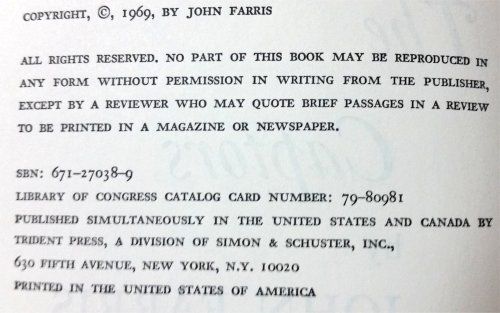 COPYRIGHT, ©, 1969, BY JOHN FARRIS
ALL RIGHTS RESERVED. NO PART OF THIS BOOK MAY BE REPRODUCED IN
ANY FORM WITHOUT PERMISSION IN WRITING FROM THE PUBLISHER,
EXCEPT BY A REVIEWER WHO MAY QUOTE BRIEF PASSAGES IN A REVIEW
TO BE PRINTED IN A MAGAZINE OR NEWSPAPER.
SBN: 671-27038-9
LIBRARY OF CONGRESS CATALOG CARD NUMBER: 79-80981
PUBLISHED SIMULTANEOUSLY IN THE UNITED STATES AND CANADA BY
TRIDENT PRESS, A DIVISION OF SIMON & SCHUSTER, INC.,
630 FIFTH AVENUE, NEW YORK, N.Y. 10020
PRINTED IN THE UNITED STATES OF AMERICA
The
Captors
JOHN FARRIS